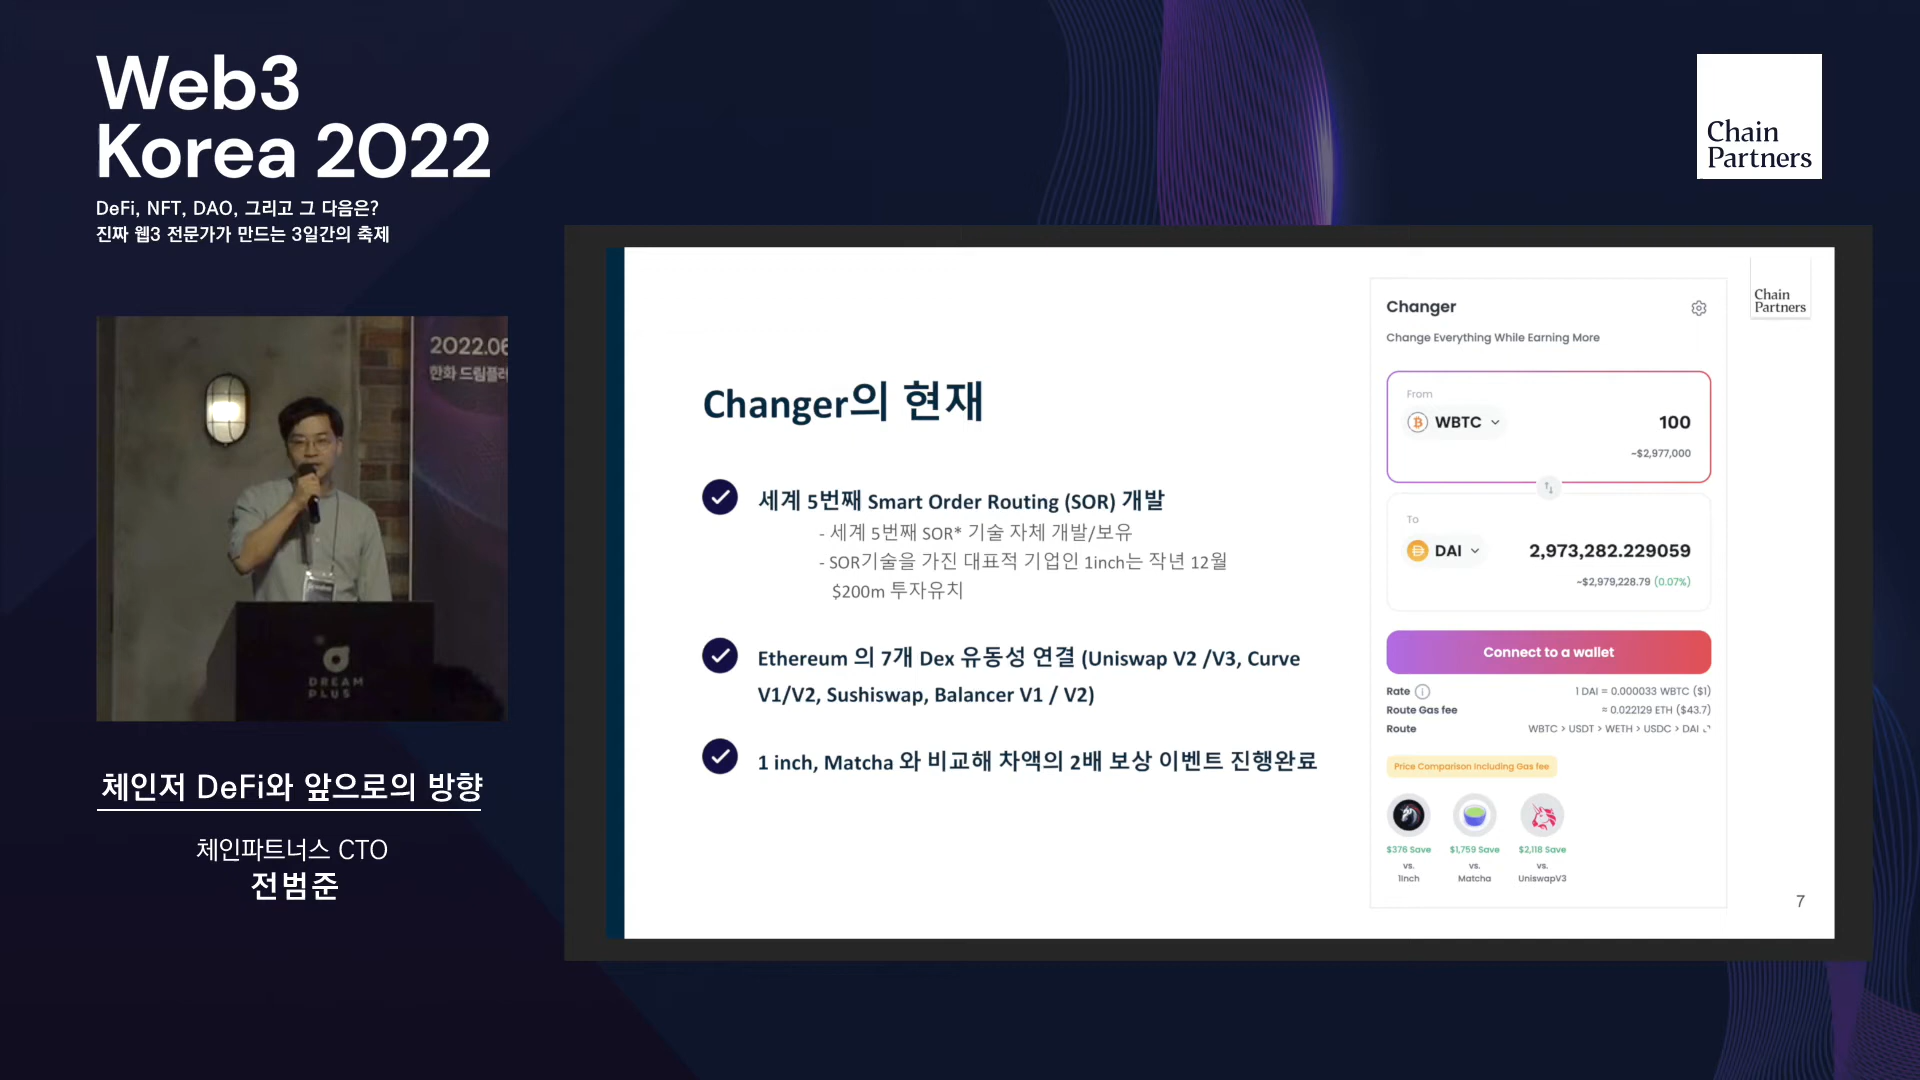 Web3
Korea 2022
DeFi, NFT, DAO, 그리고 그 다음은?
진짜 웹3 전문가가 만드는 3일간의 축제
Chain
Partners
2022.06
한화 드림플
DREAM
PLUS
체인저 DeFi와 앞으로의 방향
체인파트너스 CTO
전범준
Changer의 현재
세계 5번째 Smart Order Routing (SOR) 개발
- 세계 5번째 SOR* 기술 자체 개발/보유
- SOR기술을 가진 대표적 기업인 1inch는 작년 12월
$200m 투자유치
Ethereum 의 7개 Dex 유동성 연결 (Uniswap V2 /V3, Curve
V1/V2, Sushiswap, Balancer V1 / V2)
1 inch, Matcha 와 비교해 차액의 2배 보상 이벤트 진행완료
Chain
Partners
Changer
Change Everything While Earning More
From
WBTC
100
~$2,977,000
To
DAI
2,973,282.229059
~$2,979,228.79 (0.07%)
Connect to a wallet
Rate
1 DAI = 0.000033 WBTC ($1)
Route Gas fee
≈ 0.022129 ETH ($43.7)
Route
WBTC > USDT > WETH > USDC > DAI
Price Comparison Including Gas fee
$376 Save
vs.
1Inch
$1,759 Save
vs.
Matcha
$2,118 Save
vs.
UniswapV3
7